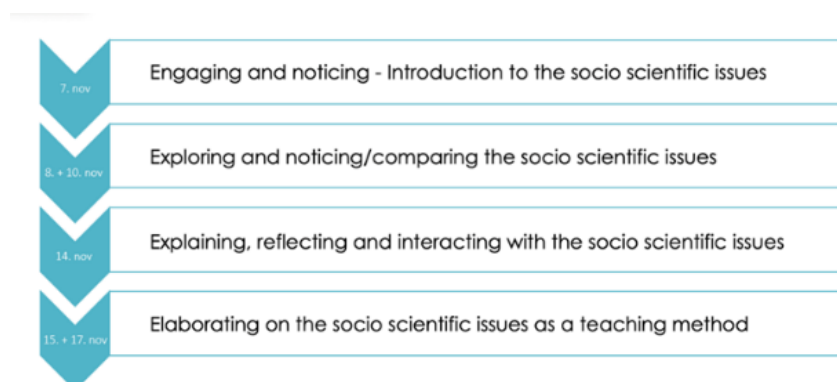 7. nov
Engaging and noticing - Introduction to the socio scientific issues
8. + 10. nov
Exploring and noticing/comparing the socio scientific issues
14. nov
Explaining, reflecting and interacting with the socio scientific issues
15. + 17. nov
Elaborating on the socio scientific issues as a teaching method